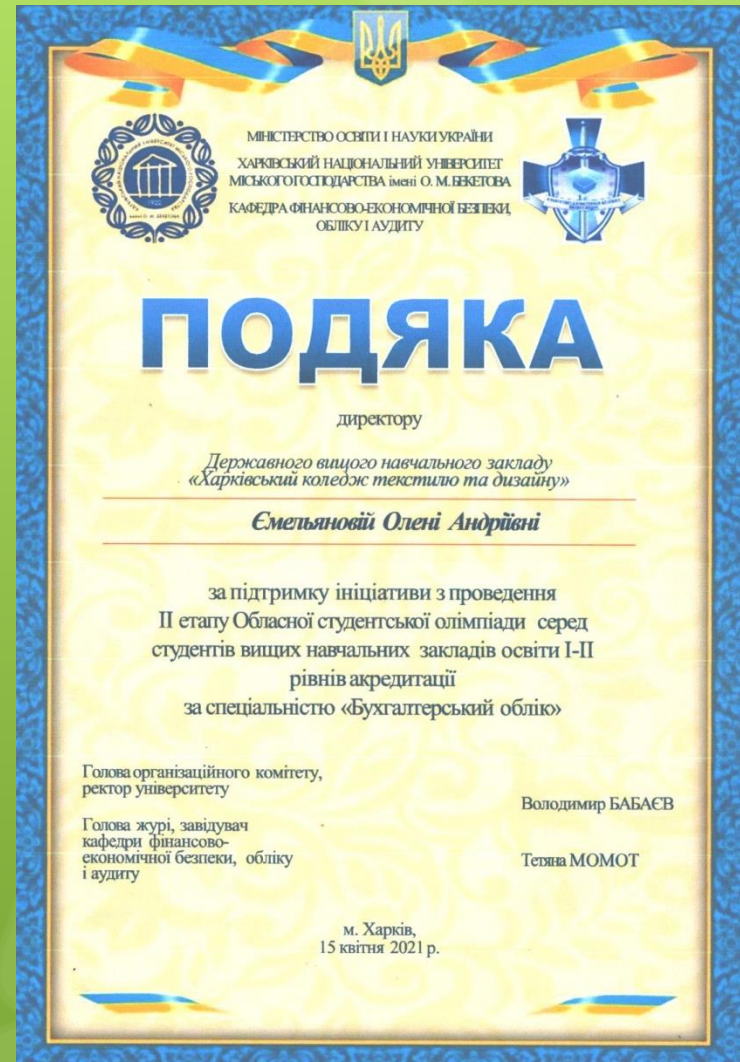 МІНІСТЕРСТВО ОСВІТИ І НАУКИ УКРАЇНИ
ХАРКІВСЬКИЙ НАЦІОНАЛЬНИЙ УНІВЕРСИТЕТ
МІСЬКОГО ГОСПОДАРСТВА імені О. М. БЕКЕТОВА
КАФЕДРА ФІНАНСОВО-ЕКОНОМІЧНОЇ БЕЗПЕКИ,
ОБЛІКУ І АУДИТУ
1922
імені О. М. БЕКЕТОВА
ПОДЯКА
директору
Державного вищого навчального закладу
«Харківський коледж текстилю та дизайну»
Ємельяновій Олені Андріївні
за підтримку ініціативи з проведення
ІІ етапу Обласної студентської олімпіади серед
студентів вищих навчальних закладів освіти І-ІІ
рівнів акредитації
за спеціальністю «Бухгалтерський облік»
Голова організаційного комітету,
ректор університету
Володимир БАБАЄВ
Голова журі, завідувач
кафедри фінансово-
економічної безпеки, обліку
і аудиту
Тетяна МОМОТ
м. Харків,
15 квітня 2021 р.